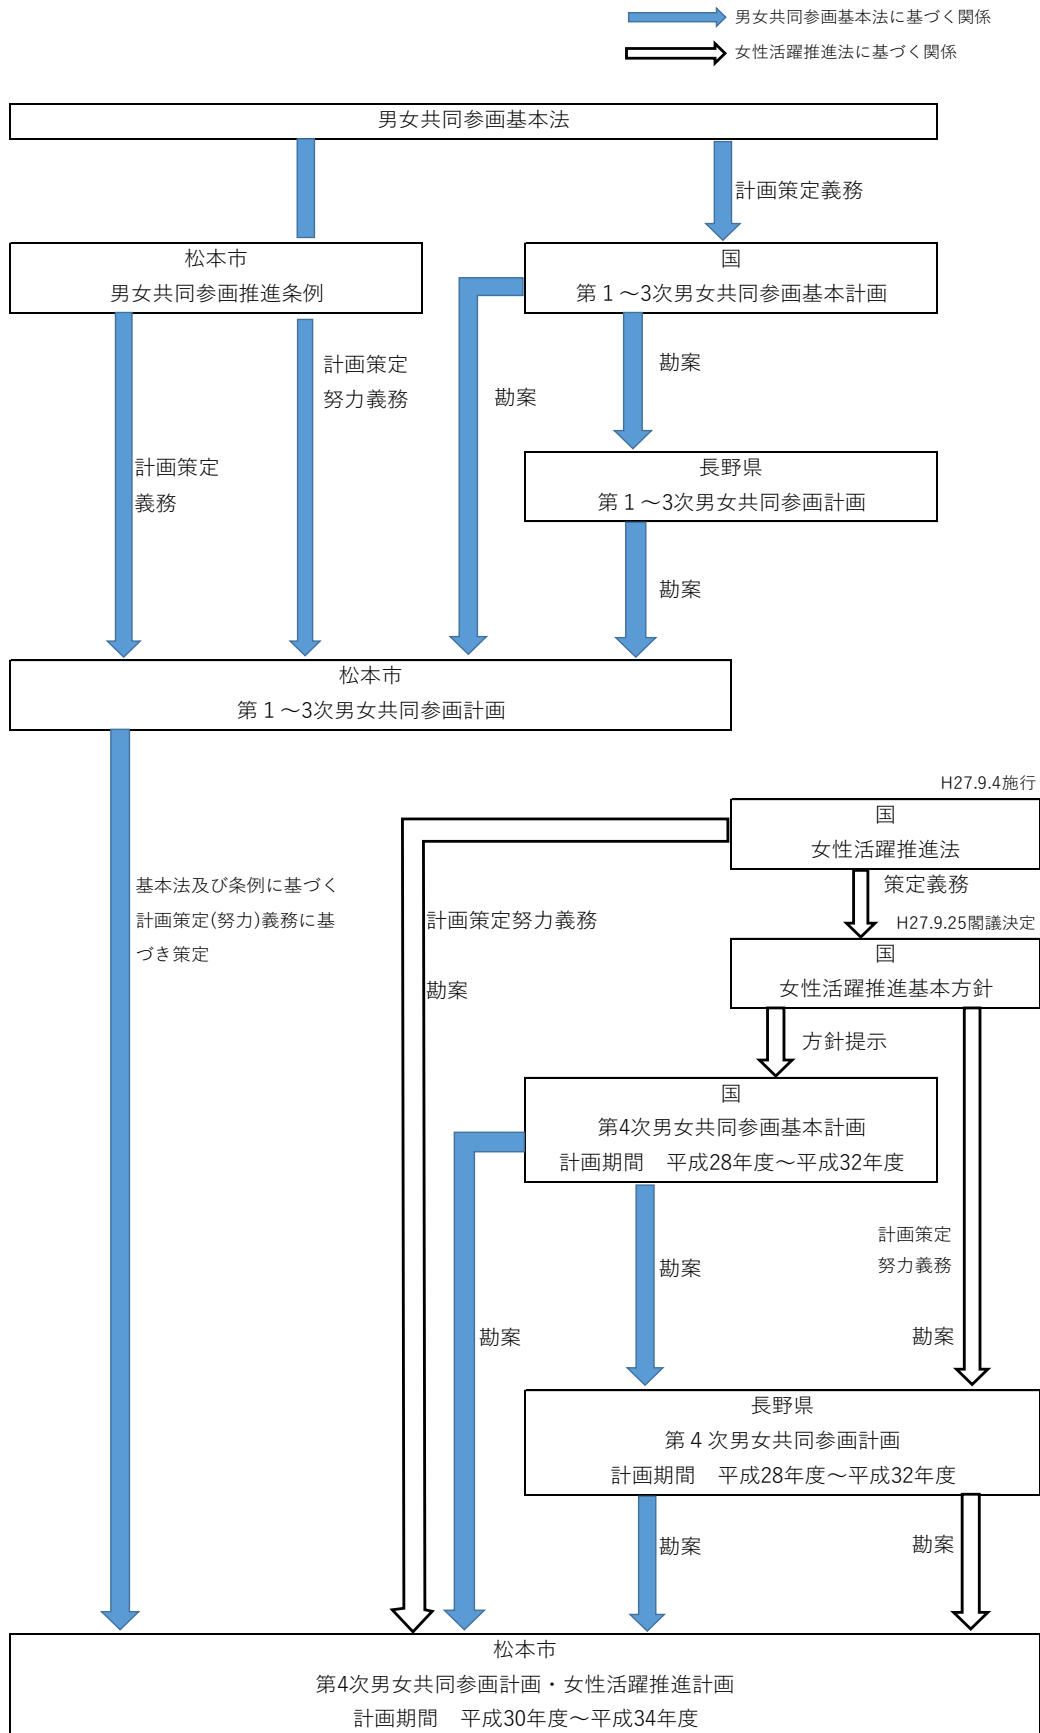 男女共同参画基本法に基づく関係
女性活躍推進法に基づく関係
男女共同参画基本法
計画策定義務
松本市
男女共同参画推進条例
国
第１～3次男女共同参画基本計画
計画策定
努力義務
勘案
勘案
計画策定
義務
長野県
第１～3次男女共同参画計画
勘案
松本市
第１～3次男女共同参画計画
H27.9.4施行
国
女性活躍推進法
策定義務
基本法及び条例に基づく
計画策定(努力)義務に基
づき策定
計画策定努力義務
勘案
H27.9.25閣議決定
国
女性活躍推進基本方針
方針提示
国
第4次男女共同参画基本計画
計画期間　平成28年度～平成32年度
計画策定
努力義務
勘案
勘案
勘案
長野県
第４次男女共同参画計画
計画期間　平成28年度～平成32年度
勘案
勘案
松本市
第4次男女共同参画計画・女性活躍推進計画
計画期間　平成30年度～平成34年度